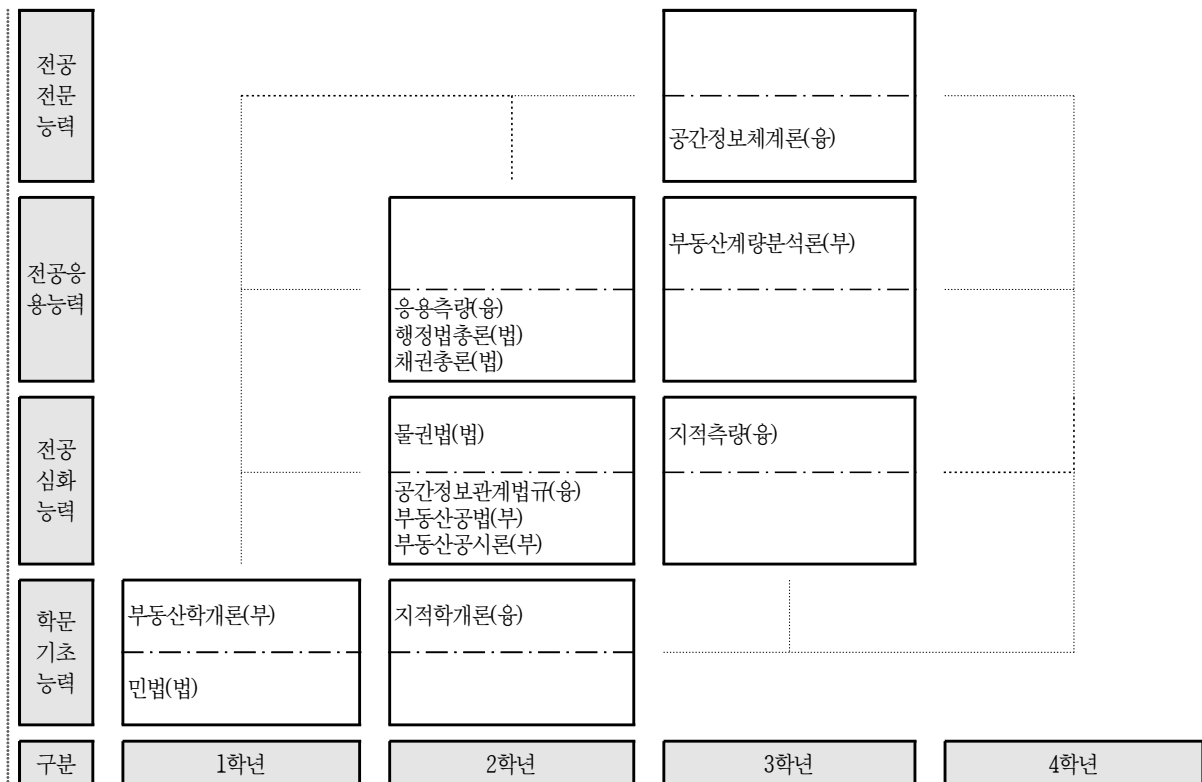 전공
전문
능력
공간정보체계론(융)
전공응
용능력
부동산계량분석론(부)
응용측량(융)
행정법총론(법)
채권총론(법)
전공
심화
능력
물권법(법)
지적측량(융)
공간정보관계법규(융)
부동산공법(부)
부동산공시론(부)
학문
기초
능력
부동산학개론(부)
지적학개론(융)
민법(법)
구분
1학년
2학년
3학년
4학년